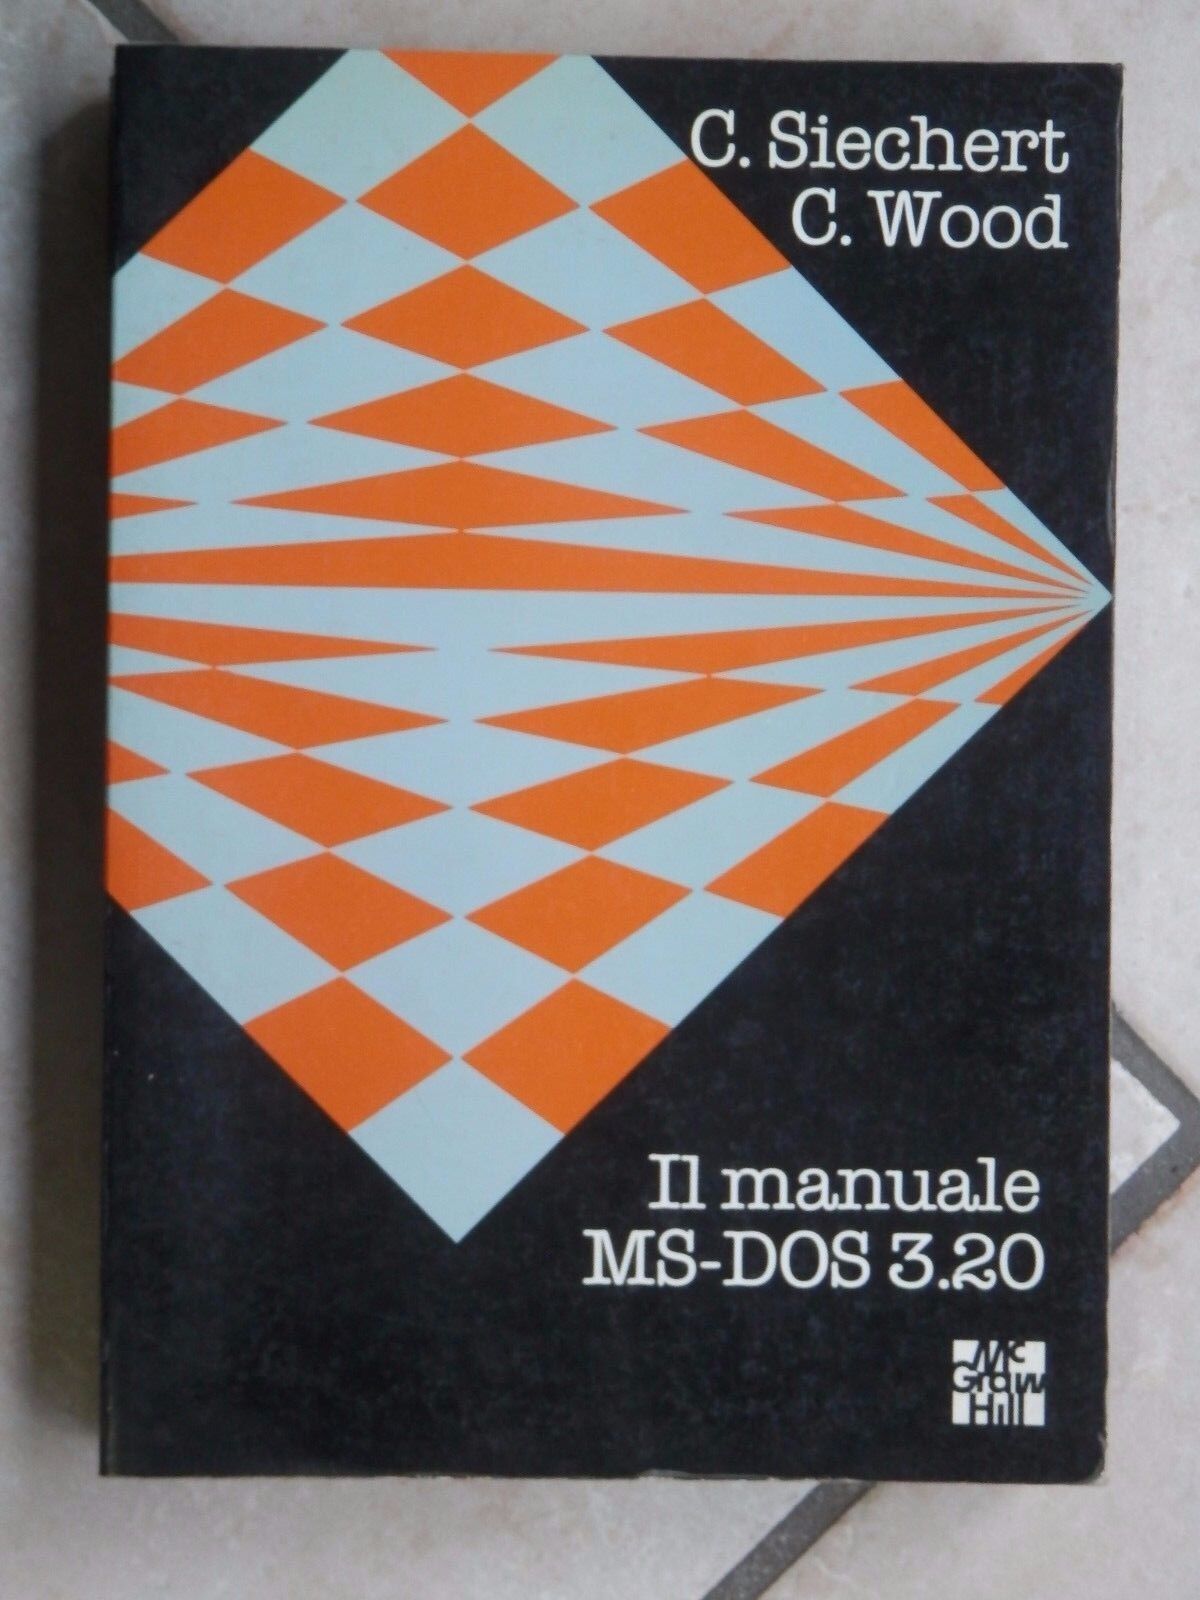 C. Siechert
C. Wood
Il manuale
MS-DOS 3.20
Mc
Graw
Hill